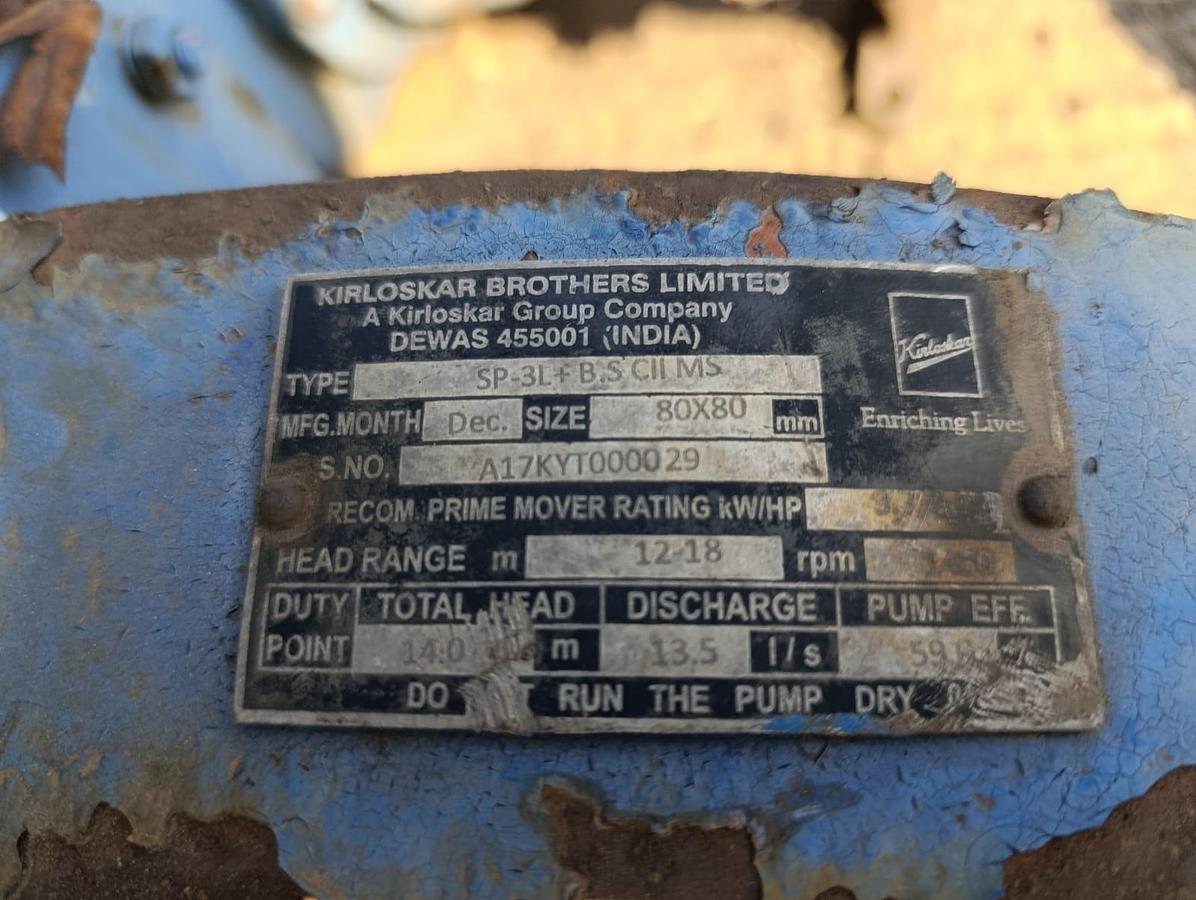 KIRLOSKAR BROTHERS LIMITED
A Kirloskar Group Company
DEWAS 455001 (INDIA)
Kirloskar
Enriching Lives
TYPE SP-3L+ B.S CII MS
MFG.MONTH Dec. SIZE 80X80 mm
S.NO. A17KYT000029
RECOM. PRIME MOVER RATING kW/HP
HEAD RANGE m 12-18 rpm
DUTY TOTAL HEAD DISCHARGE PUMP EFF.
POINT 14.0 m 13.5 l/s
DO RUN THE PUMP DRY